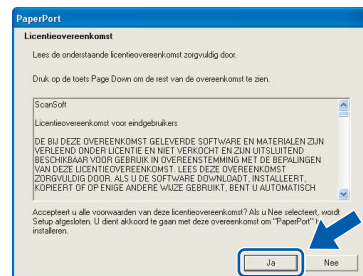 PaperPort
Licentieovereenkomst
Lees de onderstaande licentieovereenkomst zorgvuldig door.
Druk op de toets Page Down om de rest van de overeenkomst te zien.
ScanSoft
Licentieovereenkomst voor eindgebruikers
DE BIJ DEZE OVEREENKOMST GELEVERDE SOFTWARE EN MATERIALEN ZIJN
VERLEEND ONDER LICENTIE EN NIET VERKOCHT EN ZIJN UITSLUITEND
BESCHIKBAAR VOOR GEBRUIK IN OVEREENSTEMMING MET DE BEPALINGEN
VAN DEZE LICENTIEOVEREENKOMST. LEES DEZE OVEREENKOMST
ZORGVULDIG DOOR. ALS U DE SOFTWARE DOWNLOADT, INSTALLEERT,
KOPIEERT OF OP ENIGE ANDERE WIJZE GEBRUIKT, BENT U AUTOMATISCH
Accepteert u alle voorwaarden van deze licentieovereenkomst? Als u Nee selecteert, wordt
Setup afgesloten. U dient akkoord te gaan met deze overeenkomst om "PaperPort"
installeren.
Ja
Nee